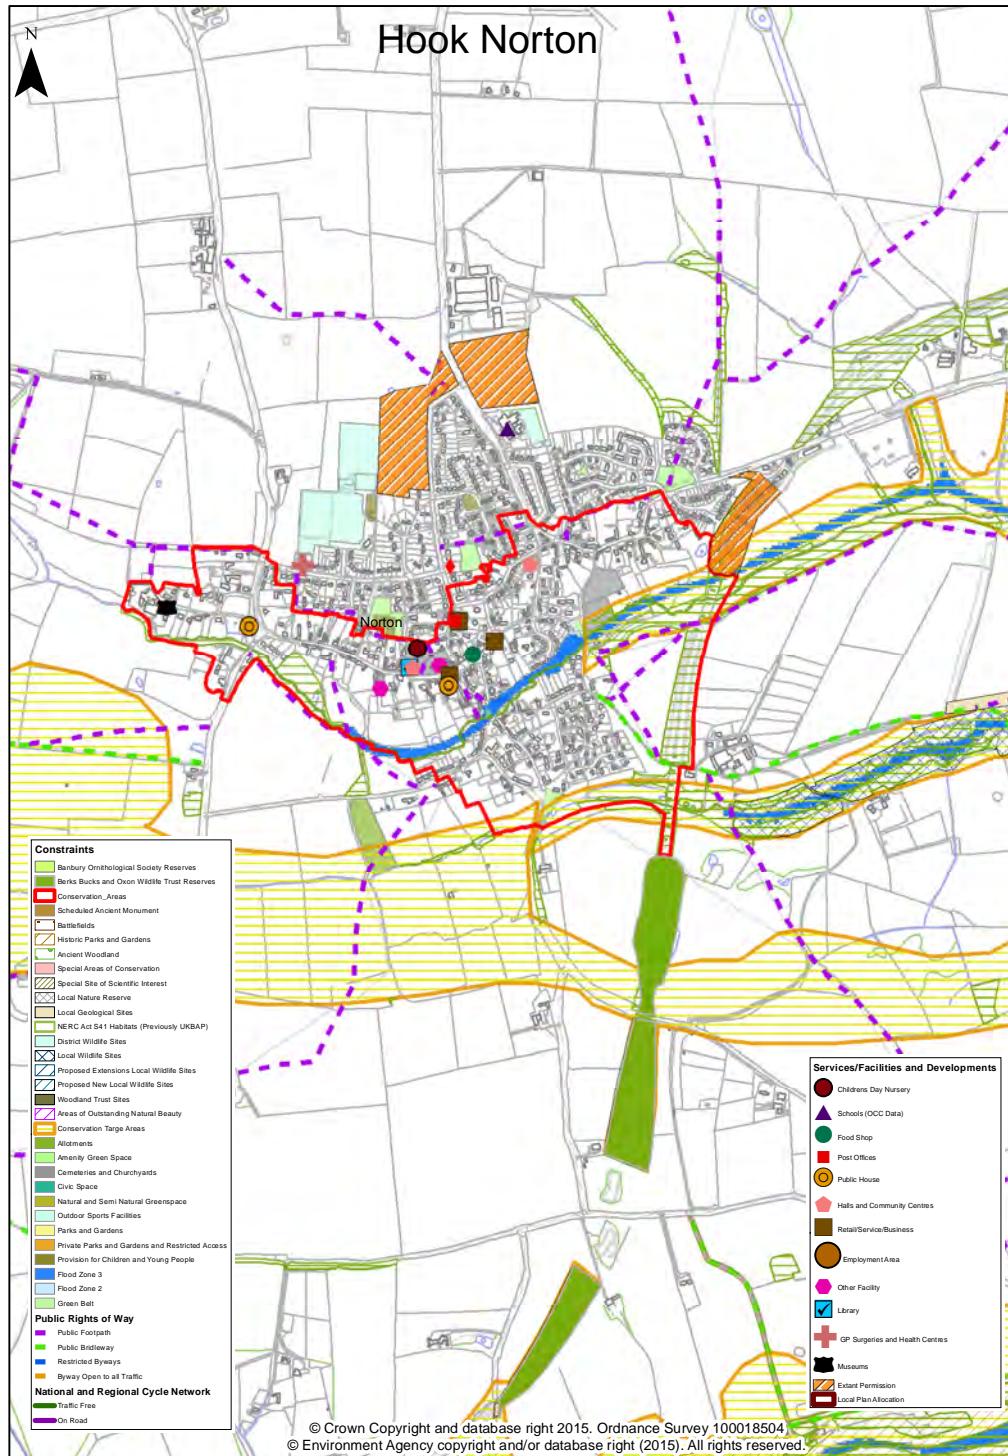 N
Hook Norton
Norton
Constraints
Banbury Ornithological Society Reserves
Berks Bucks and Oxon Wildlife Trust Reserves
Conservation_Areas
Scheduled Ancient Monument
Battlefields
Historic Parks and Gardens
Ancient Woodland
Special Areas of Conservation
Special Site of Scientific Interest
Local Nature Reserve
Local Geological Sites
NERC Act S41 Habitats (Previously UKBAP)
District Wildlife Sites
Local Wildlife Sites
Proposed Extensions Local Wildlife Sites
Proposed New Local Wildlife Sites
Woodland Trust Sites
Areas of Outstanding Natural Beauty
Conservation Targe Areas
Allotments
Amenity Green Space
Cemeteries and Churchyards
Civic Space
Natural and Semi Natural Greenspace
Outdoor Sports Facilities
Parks and Gardens
Private Parks and Gardens and Restricted Access
Provision for Children and Young People
Flood Zone 3
Flood Zone 2
Green Belt
Public Rights of Way
Public Footpath
Public Bridleway
Restricted Byways
Byway Open to all Traffic
National and Regional Cycle Network
Traffic Free
On Road
Services/Facilities and Developments
Childrens Day Nursery
Schools (OCC Data)
Food Shop
Post Offices
Public House
Halls and Community Centres
Retail/Service/Business
Employment Area
Other Facility
Library
GP Surgeries and Health Centres
Museums
Extant Permission
Local Plan Allocation
© Crown Copyright and database right 2015. Ordnance Survey 100018504
© Environment Agency copyright and/or database right (2015). All rights reserved.